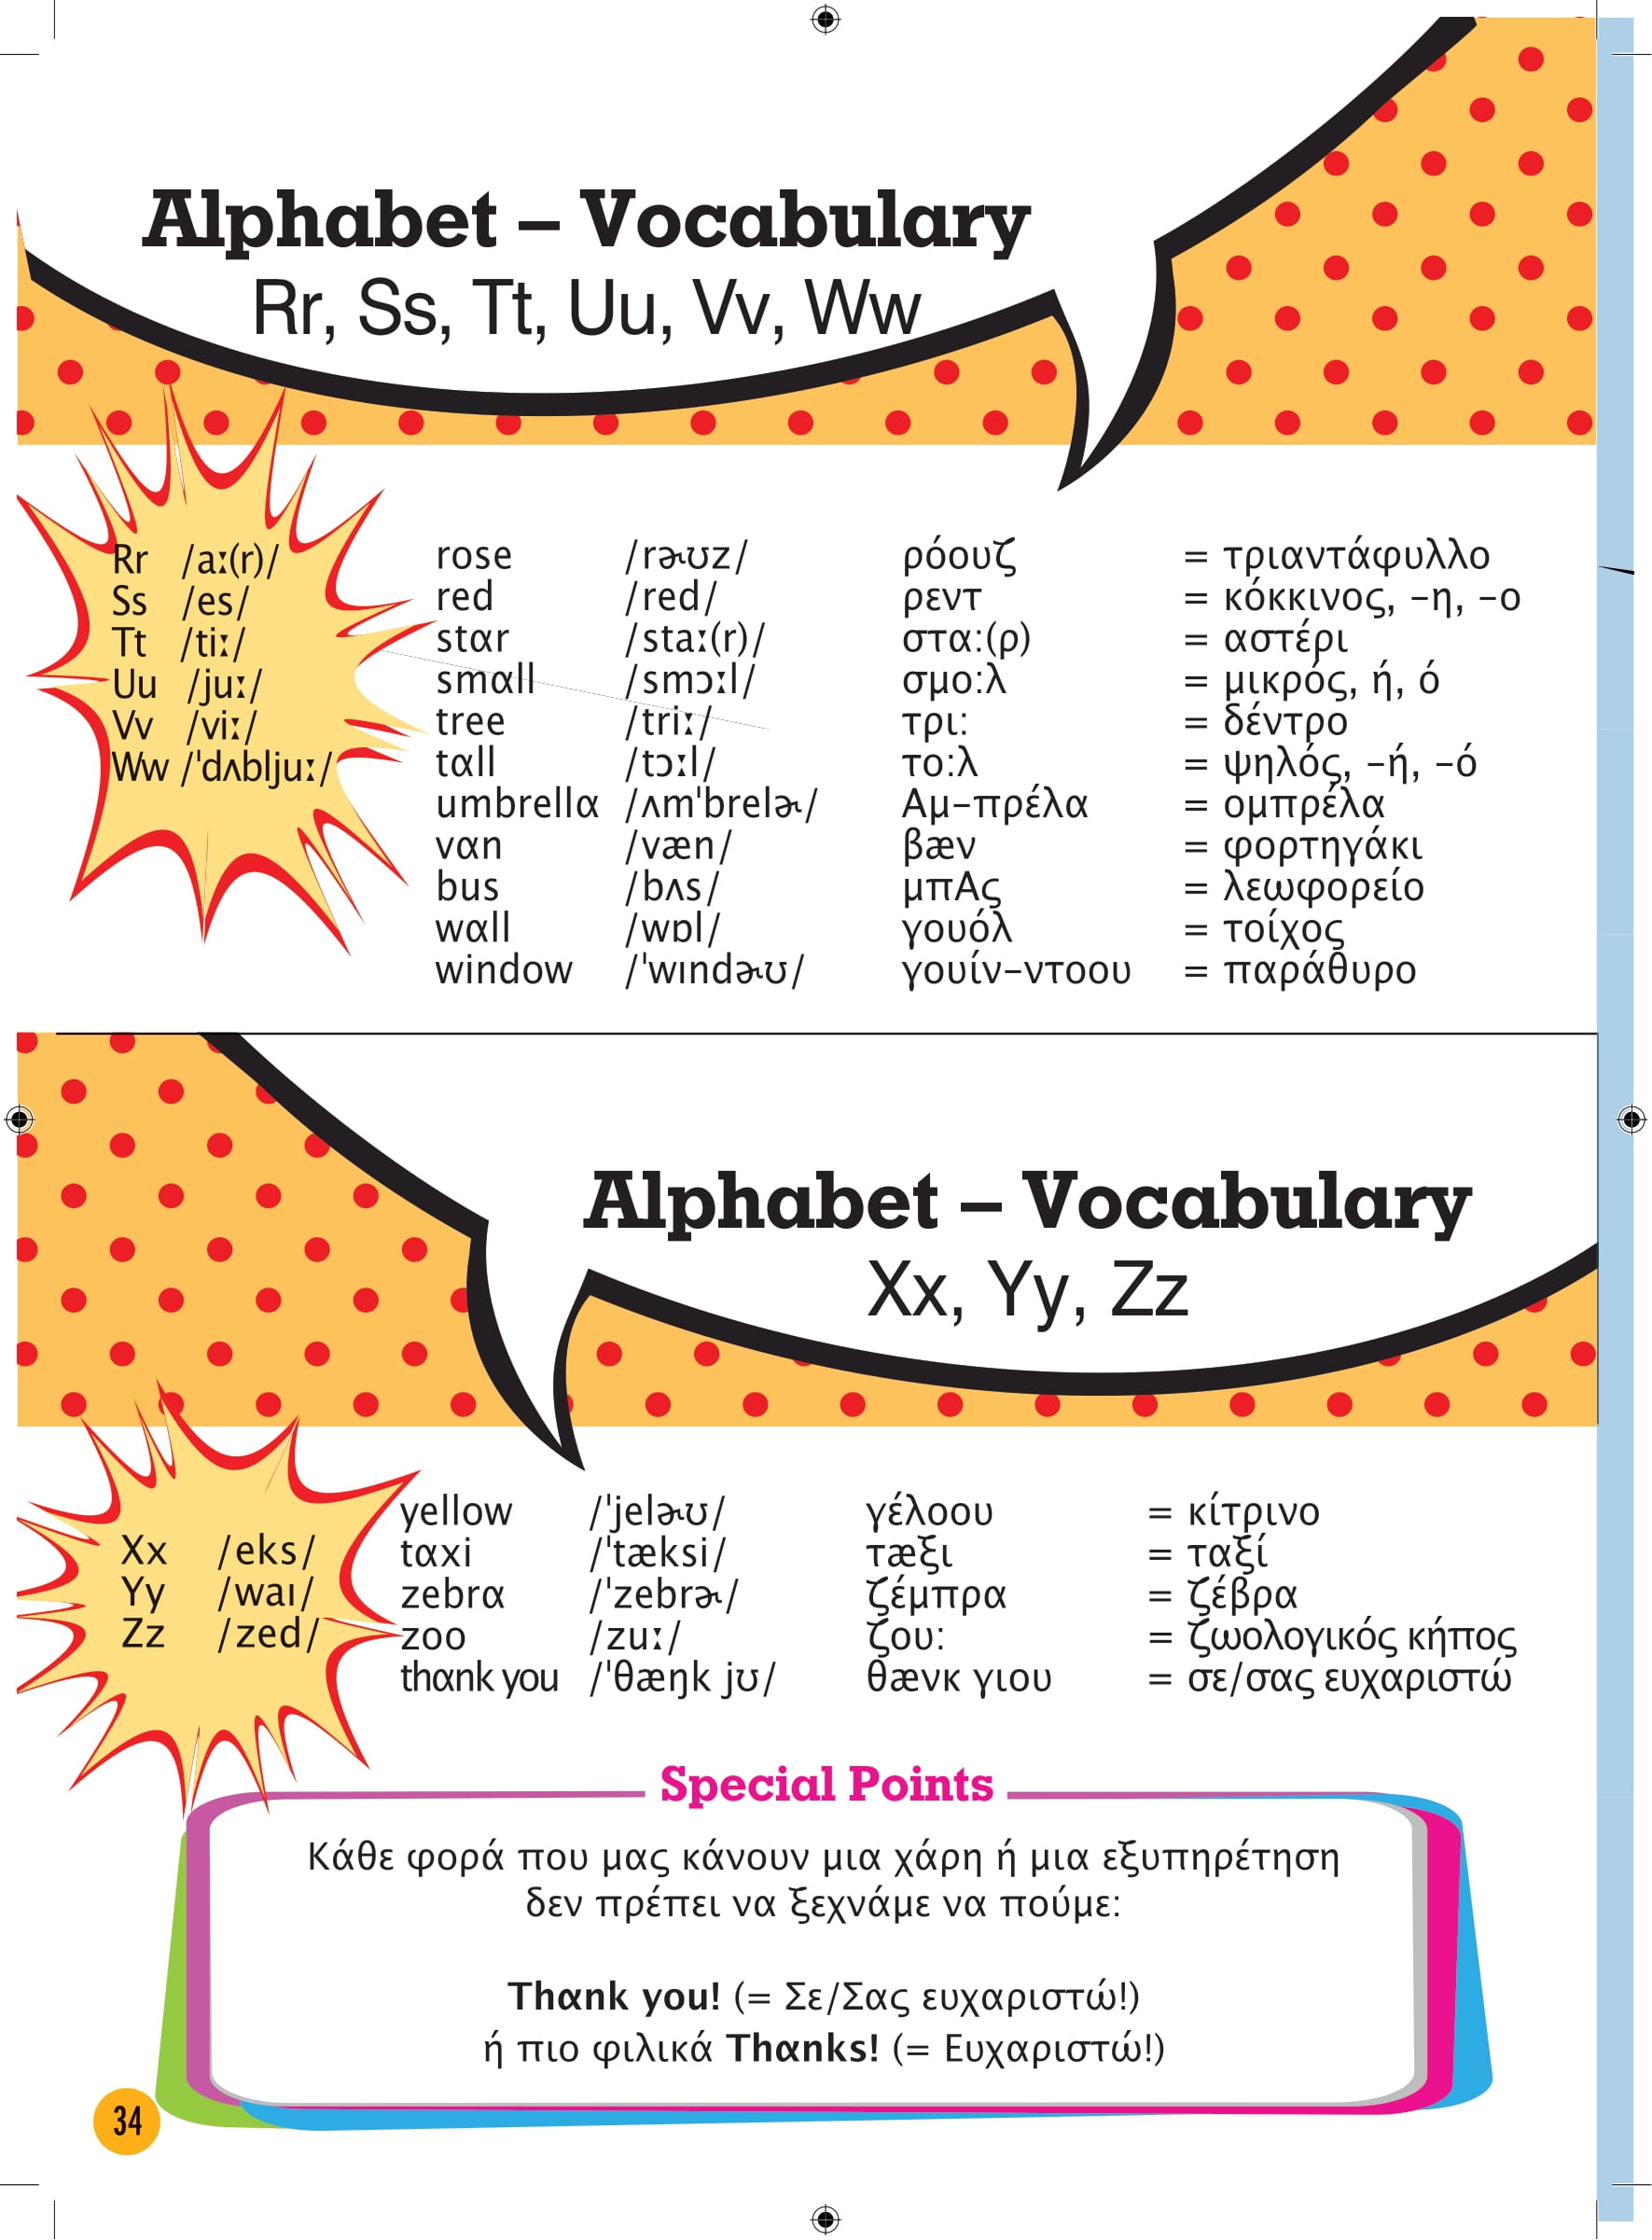 Alphabet – Vocabulary
Rr, Ss, Tt, Uu, Vv, Ww
Rr /aː(r)/
Ss /es/
Tt /tiː/
Uu /juː/
Vv /viː/
Ww /ˈdʌbljuː/
rose /rɚʊz/ ρόουζ = τριαντάφυλλο
red /red/ ρεντ = κόκκινος, –η, –ο
star /staː(r)/ στα:(ρ) = αστέρι
small /smɔːl/ σμο:λ = μικρός, ή, ό
tree /triː/ τρι: = δέντρο
tall /tɔːl/ το:λ = ψηλός, –ή, –ό
umbrella /ʌmˈbrelɚ/ Αμ–πρέλα = ομπρέλα
van /væn/ βæν = φορτηγάκι
bus /bʌs/ μπΑς = λεωφορείο
wall /wɒl/ γουόλ = τοίχος
window /ˈwɪndɚʊ/ γουίν–ντοου = παράθυρο
Alphabet – Vocabulary
Xx, Yy, Zz
Xx /eks/
Yy /waɪ/
Zz /zed/
yellow /ˈjelɚʊ/ γέλοου = κίτρινο
taxi /ˈtæksi/ τæξι = ταξί
zebra /ˈzebrɚ/ ζέμπρα = ζέβρα
zoo /zuː/ ζου: = ζωολογικός κήπος
thank you /ˈθæŋk jʊ/ θæνκ γιου = σε/σας ευχαριστώ
Special Points
Κάθε φορά που μας κάνουν μια χάρη ή μια εξυπηρέτηση
δεν πρέπει να ξεχνάμε να πούμε:
Thank you! (= Σε/Σας ευχαριστώ!)
ή πιο φιλικά Thanks! (= Ευχαριστώ!)
34